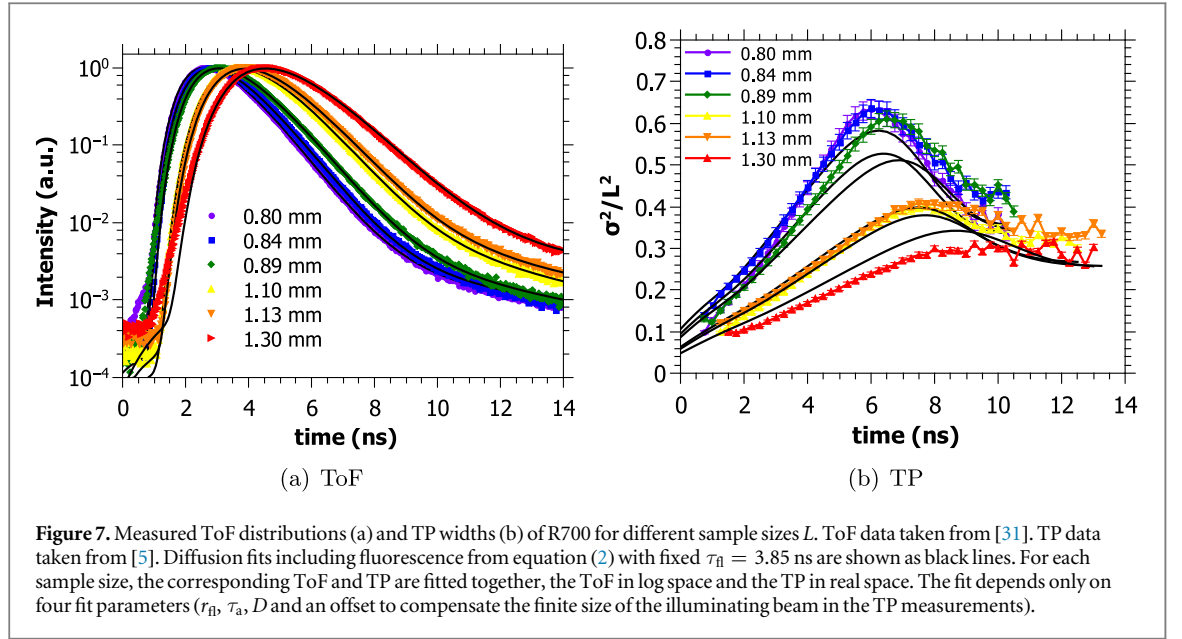 10⁰
10⁻¹
10⁻²
10⁻³
10⁻⁴
Intensity (a.u.)
0.80 mm
0.84 mm
0.89 mm
1.10 mm
1.13 mm
1.30 mm
0 2 4 6 8 10 12 14
time (ns)
(a) ToF
0.8
0.7
0.6
0.5
0.4
0.3
0.2
0.1
0
σ²/L²
0.80 mm
0.84 mm
0.89 mm
1.10 mm
1.13 mm
1.30 mm
0 2 4 6 8 10 12 14
time (ns)
(b) TP
Figure 7. Measured ToF distributions (a) and TP widths (b) of R700 for different sample sizes L. ToF data taken from [31]. TP data
taken from [5]. Diffusion fits including fluorescence from equation (2) with fixed τfl = 3.85 ns are shown as black lines. For each
sample size, the corresponding ToF and TP are fitted together, the ToF in log space and the TP in real space. The fit depends only on
four fit parameters (rfl, τa, D and an offset to compensate the finite size of the illuminating beam in the TP measurements).